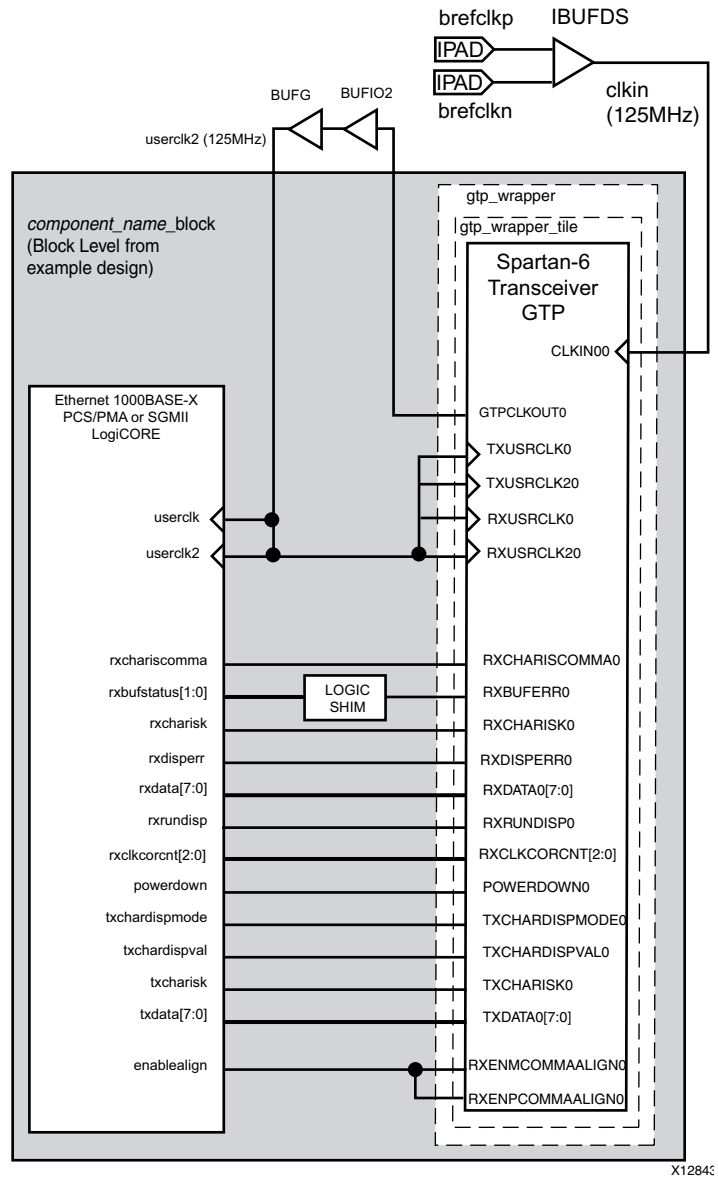 brefclkp
IBUFDS
IPAD
IPAD
brefclkn
clkin
(125MHz)
BUFG
BUFIO2
userclk2 (125MHz)
component_name_block
(Block Level from
example design)
gtp_wrapper
gtp_wrapper_tile
Spartan-6
Transceiver
GTP
CLKIN00
Ethernet 1000BASE-X
PCS/PMA or SGMII
LogiCORE
GTPCLKOUT0
TXUSRCLK0
TXUSRCLK20
userclk
RXUSRCLK0
userclk2
RXUSRCLK20
rxchariscomma
RXCHARISCOMMA0
rxbufstatus[1:0]
LOGIC
SHIM
RXBUFERR0
rxcharisk
RXCHARISK0
rxdisperr
RXDISPERR0
rxdata[7:0]
RXDATA0[7:0]
rxrundisp
RXRUNDISP0
rxclkcorcnt[2:0]
RXCLKCORCNT[2:0]
powerdown
POWERDOWN0
txchardispmode
TXCHARDISPMODE0
txchardispval
TXCHARDISPVAL0
txcharisk
TXCHARISK0
txdata[7:0]
TXDATA0[7:0]
enablealign
RXENMCOMMAALIGN0
RXENPCOMMAALIGN0
X12843